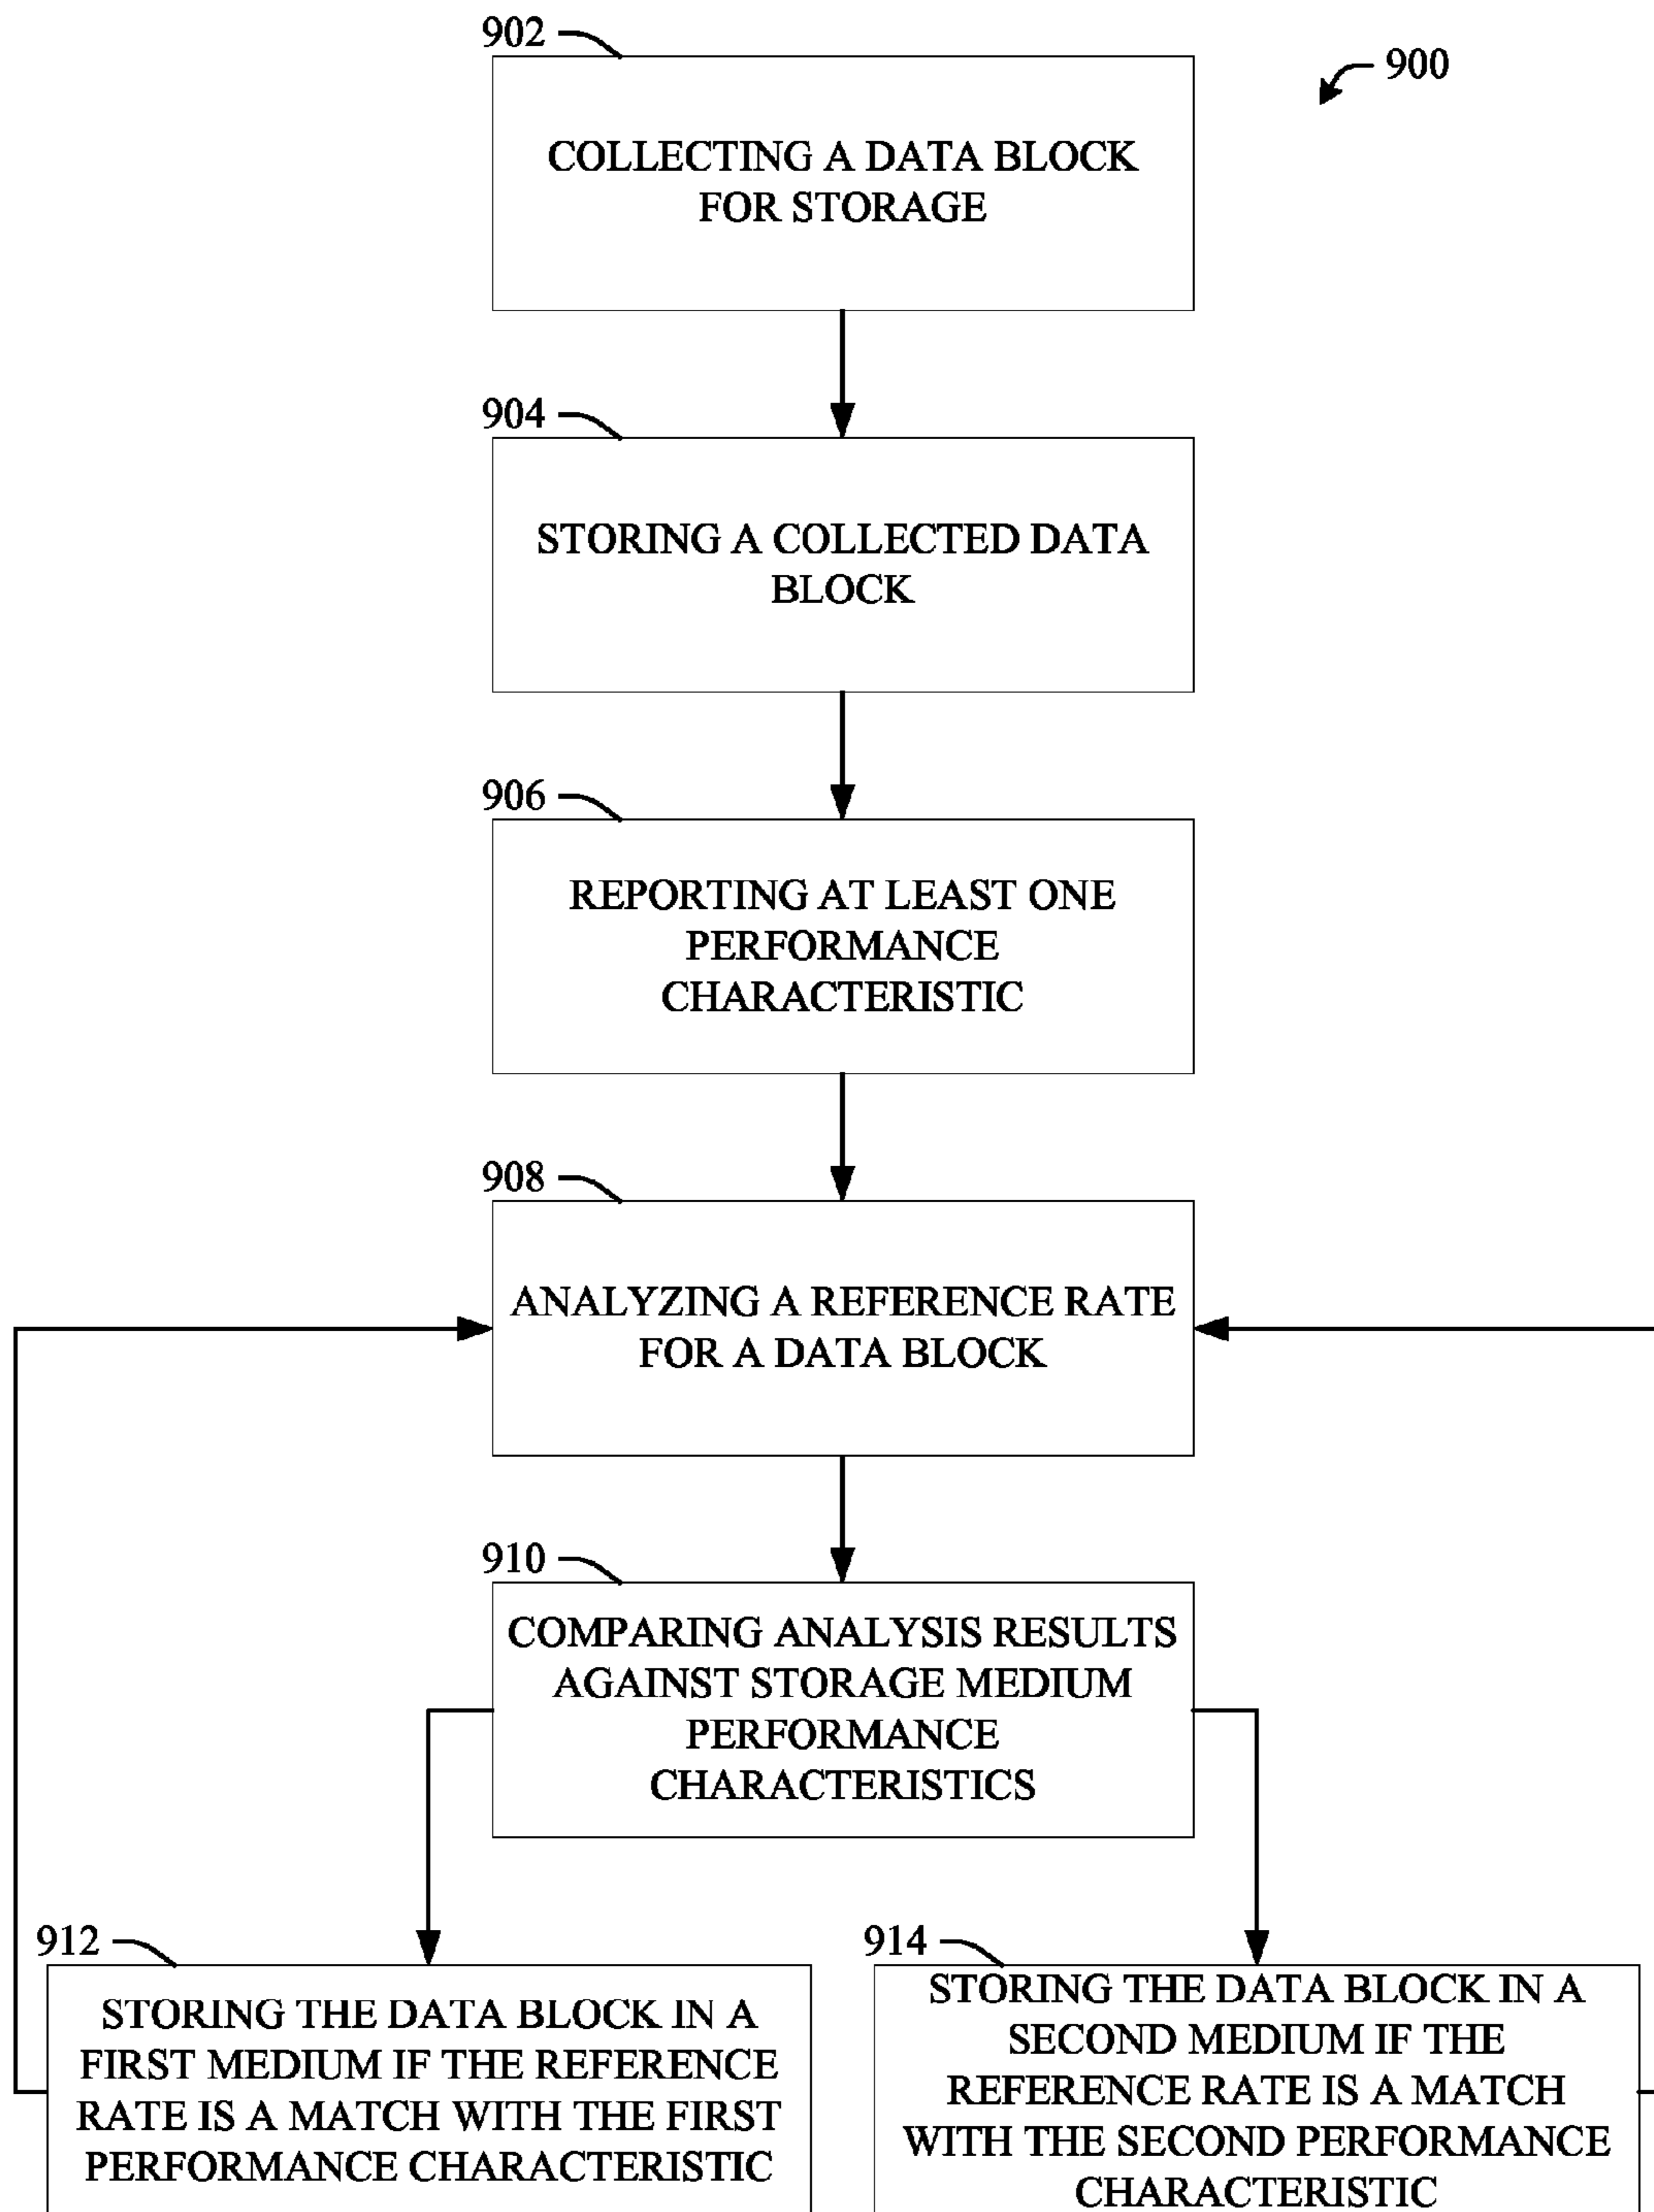 902
900
COLLECTING A DATA BLOCK
FOR STORAGE
904
STORING A COLLECTED DATA
BLOCK
906
REPORTING AT LEAST ONE
PERFORMANCE
CHARACTERISTIC
908
ANALYZING A REFERENCE RATE
FOR A DATA BLOCK
910
COMPARING ANALYSIS RESULTS
AGAINST STORAGE MEDIUM
PERFORMANCE
CHARACTERISTICS
912
STORING THE DATA BLOCK IN A
FIRST MEDIUM IF THE REFERENCE
RATE IS A MATCH WITH THE FIRST
PERFORMANCE CHARACTERISTIC
914
STORING THE DATA BLOCK IN A
SECOND MEDIUM IF THE
REFERENCE RATE IS A MATCH
WITH THE SECOND PERFORMANCE
CHARACTERISTIC